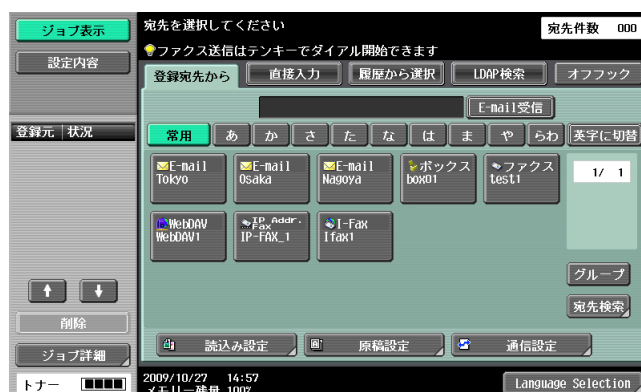 ジョブ表示
設定内容
登録元 状況
削除
ジョブ詳細
トナー
宛先を選択してください
宛先件数 000
ファクス送信はテンキーでダイアル開始できます
登録宛先から 直接入力 履歴から選択 LDAP検索 オフフック
E-mail受信
常用 あ か さ た な は ま や らわ 英字に切替
E-mail Tokyo
E-mail Osaka
E-mail Nagoya
ボックス box01
ファクス test1
1/ 1
WebDAV WebDAV1
IP Addr. Fax IP-FAX_1
I-Fax Ifax1
グループ
宛先検索
読込み設定 原稿設定 通信設定
2009/10/27 14:57
メモリー残量 100%
Language Selection